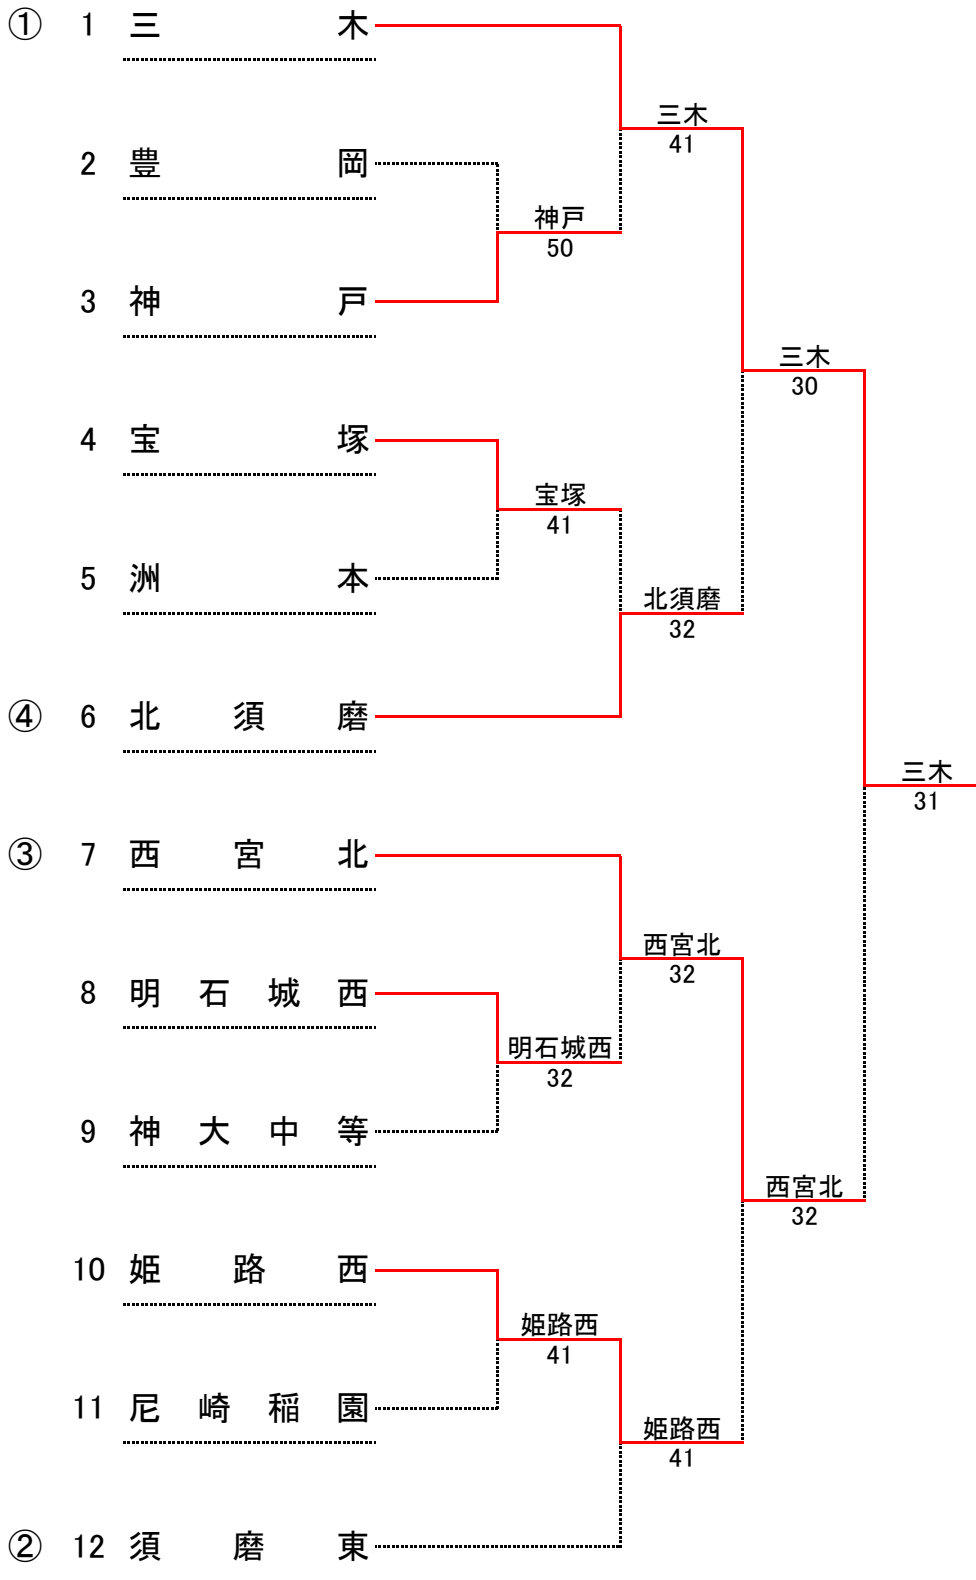 ① 1 三木
三木
41
2 豊岡
神戸
50
3 神戸
三木
30
4 宝塚
宝塚
41
5 洲本
北須磨
32
④ 6 北須磨
三木
31
③ 7 西宮北
西宮北
32
8 明石城西
明石城西
32
9 神大中等
西宮北
32
10 姫路西
姫路西
41
11 尼崎稲園
姫路西
41
② 12 須磨東